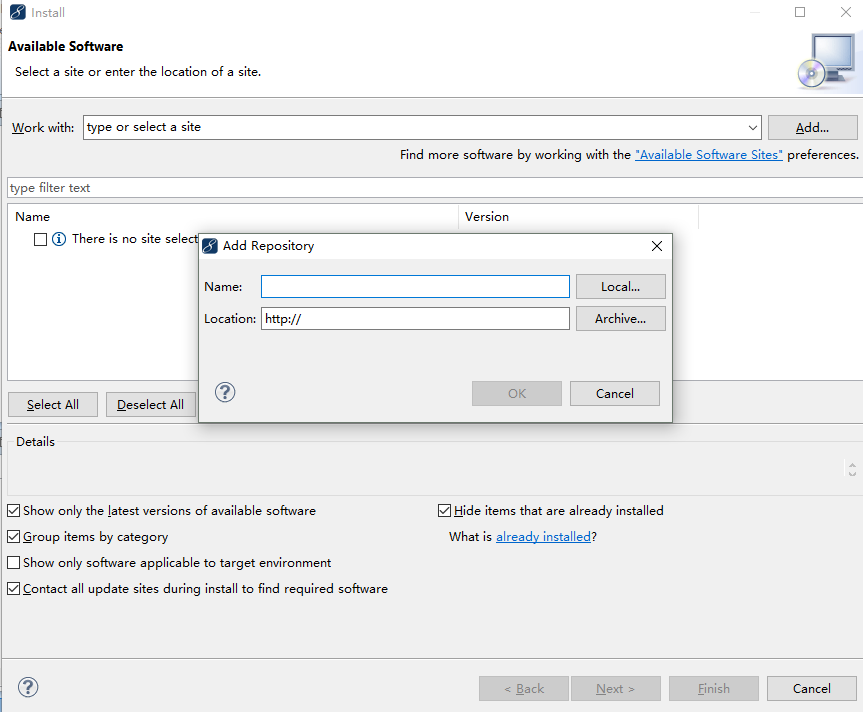 Install
Available Software
Select a site or enter the location of a site.
Work with: type or select a site Add...
Find more software by working with the "Available Software Sites" preferences.
type filter text
Name Version
There is no site select
Add Repository
Name: Local...
Location: http:// Archive...
OK Cancel
Select All Deselect All
Details
Show only the latest versions of available software Hide items that are already installed
Group items by category What is already installed?
Show only software applicable to target environment
Contact all update sites during install to find required software
< Back Next > Finish Cancel